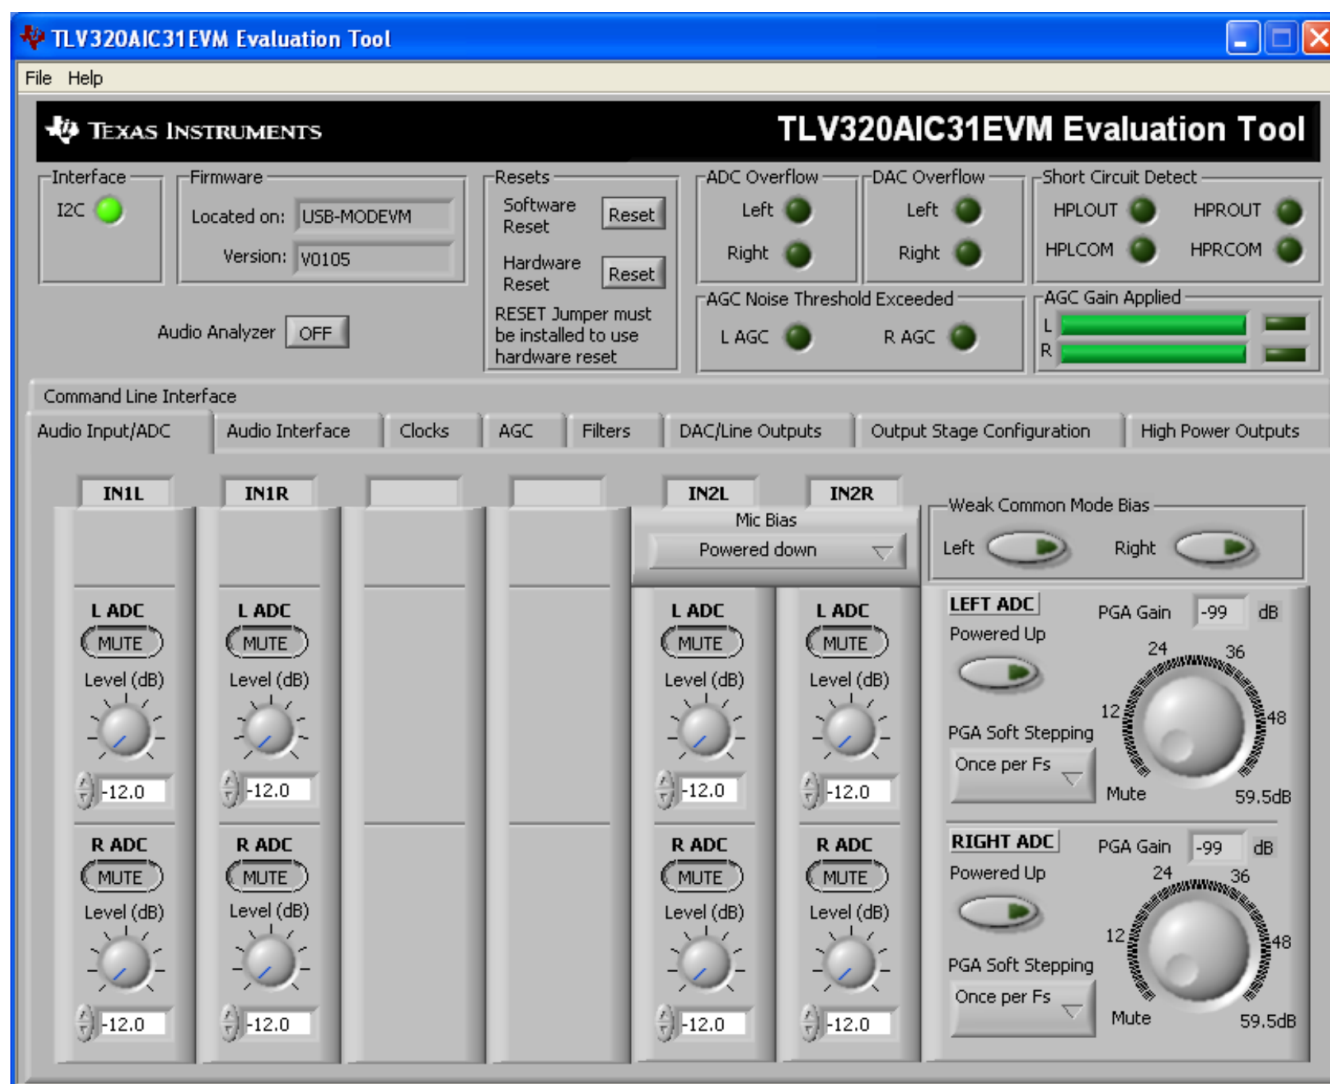 TLV320AIC31EVM Evaluation Tool
File Help
TEXAS INSTRUMENTS TLV320AIC31EVM Evaluation Tool
Interface
I2C
Firmware
Located on: USB-MODEVM
Version: V0105
Audio Analyzer OFF
Resets
Software
Reset
Reset
Hardware
Reset
Reset
RESET Jumper must
be installed to use
hardware reset
ADC Overflow
Left
Right
DAC Overflow
Left
Right
Short Circuit Detect
HPLOUT HPROUT
HPLCOM HPRCOM
AGC Noise Threshold Exceeded
L AGC R AGC
AGC Gain Applied
L
R
Command Line Interface
Audio Input/ADC Audio Interface Clocks AGC Filters DAC/Line Outputs Output Stage Configuration High Power Outputs
IN1L IN1R IN2L IN2R
Mic Bias
Powered down
Weak Common Mode Bias
Left Right
L ADC L ADC L ADC L ADC
MUTE MUTE MUTE MUTE
Level (dB) Level (dB) Level (dB) Level (dB)
-12.0 -12.0 -12.0 -12.0
R ADC R ADC R ADC R ADC
MUTE MUTE MUTE MUTE
Level (dB) Level (dB) Level (dB) Level (dB)
-12.0 -12.0 -12.0 -12.0
LEFT ADC PGA Gain -99 dB
Powered Up
24 36
12 48
PGA Soft Stepping
Once per Fs
Mute 59.5dB
RIGHT ADC PGA Gain -99 dB
Powered Up
24 36
12 48
PGA Soft Stepping
Once per Fs
Mute 59.5dB